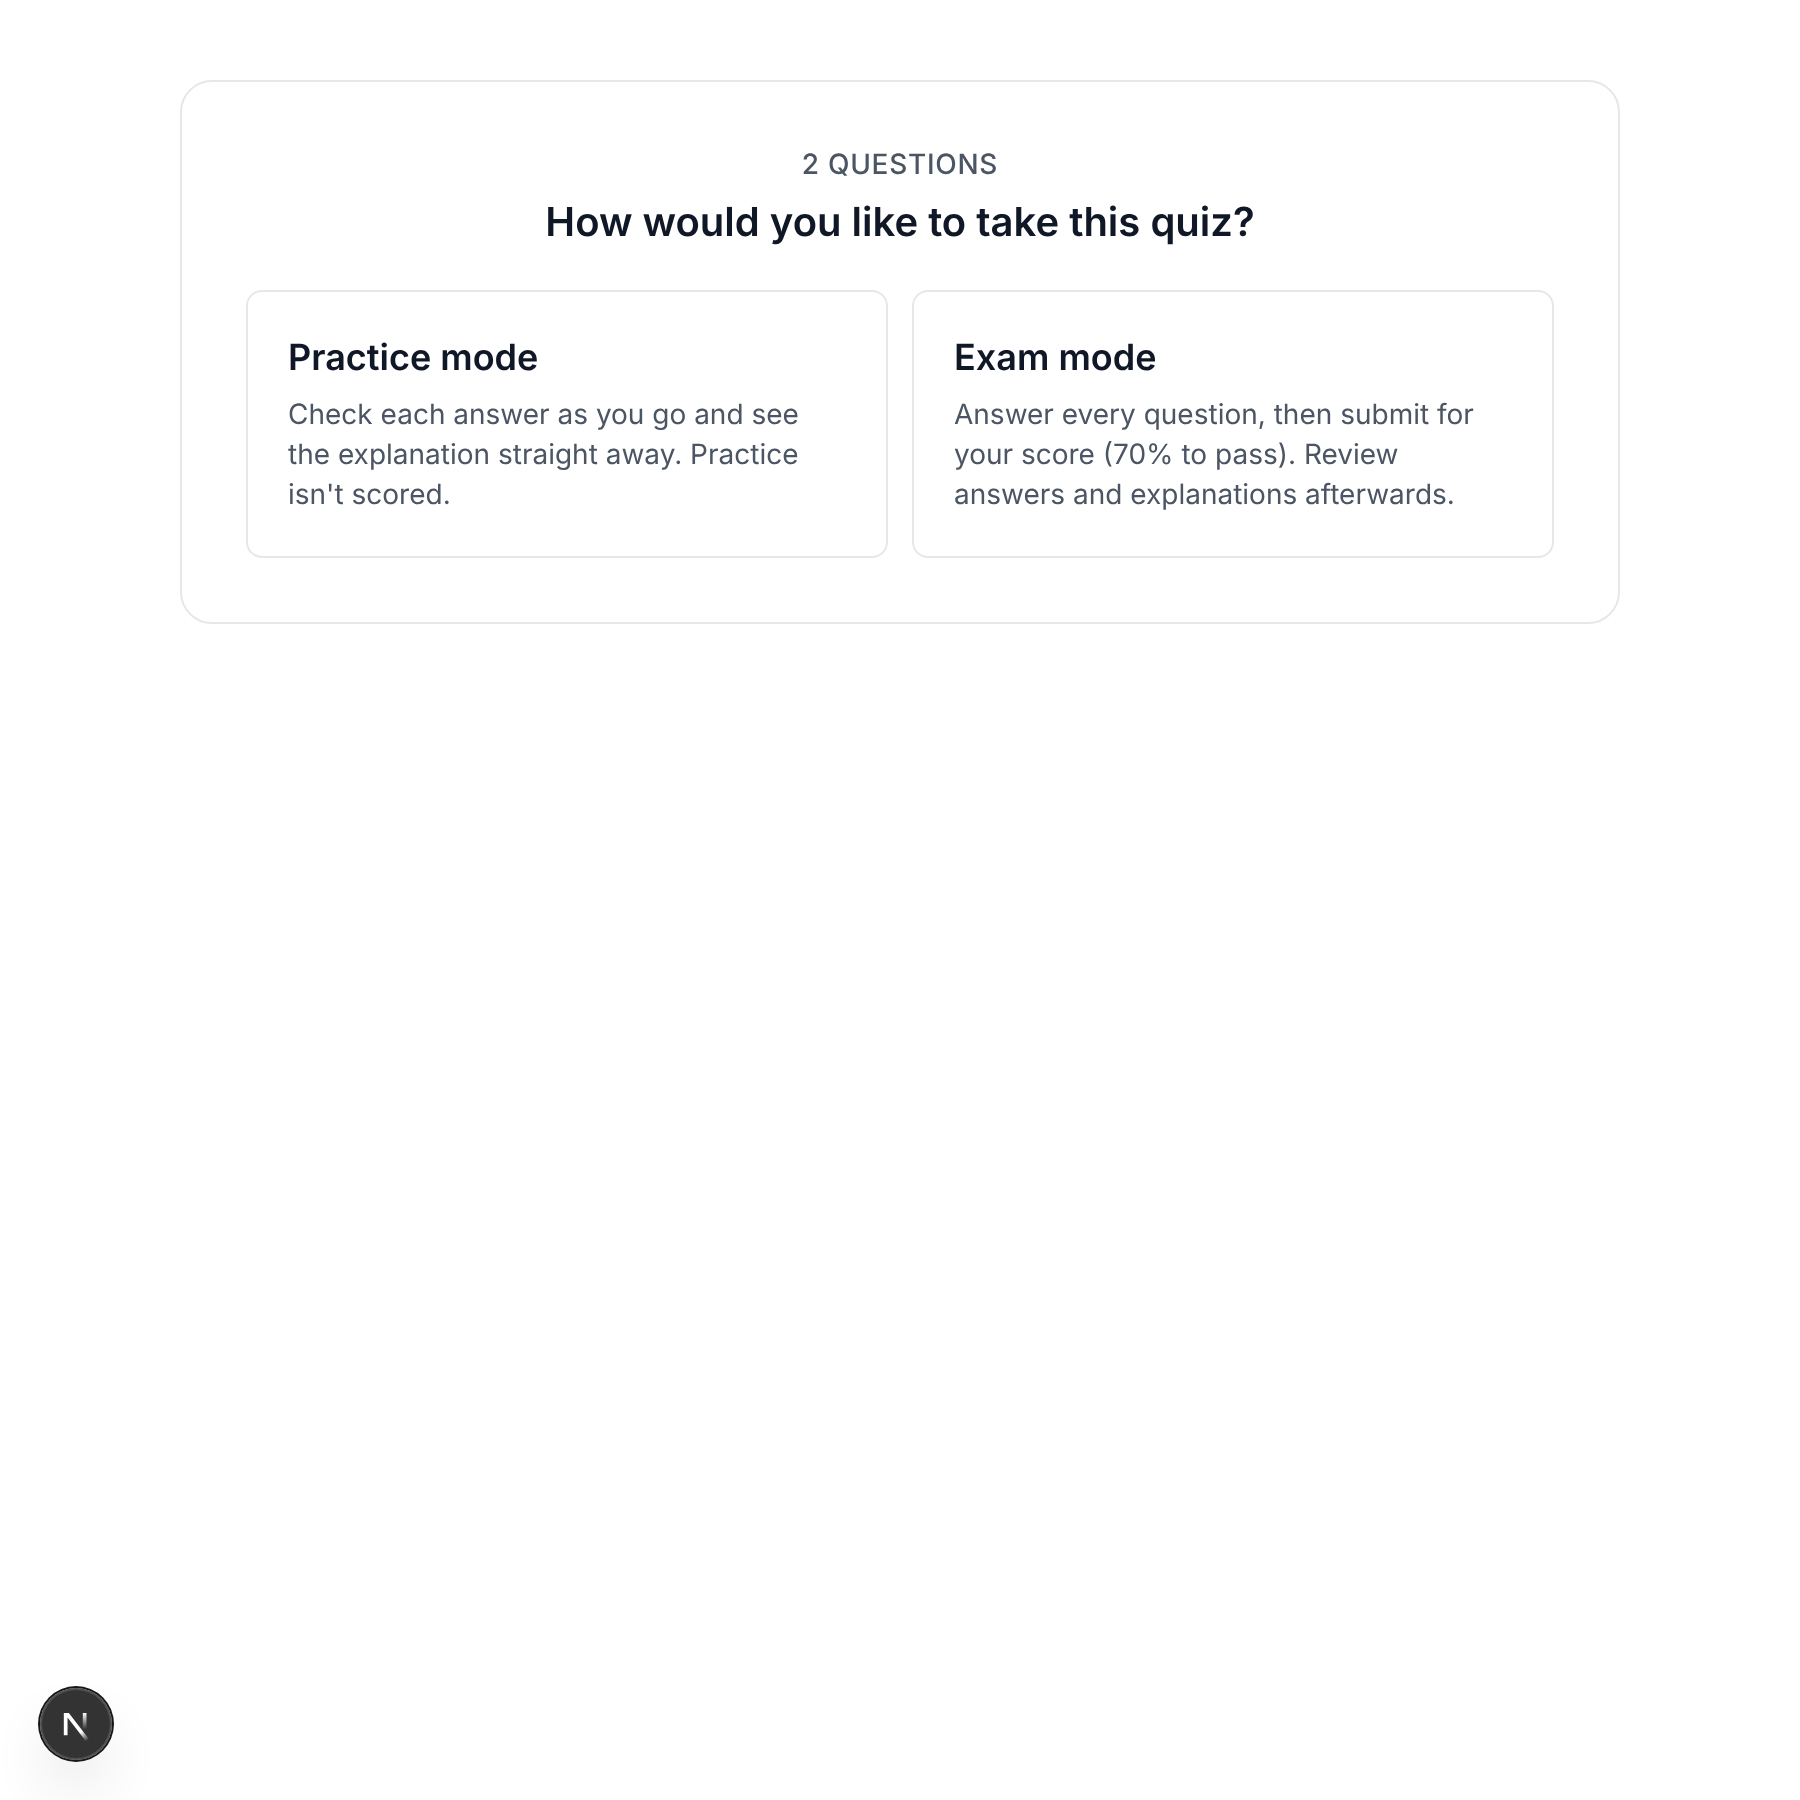 2 QUESTIONS
How would you like to take this quiz?
Practice mode
Check each answer as you go and see
the explanation straight away. Practice
isn't scored.
Exam mode
Answer every question, then submit for
your score (70% to pass). Review
answers and explanations afterwards.
N